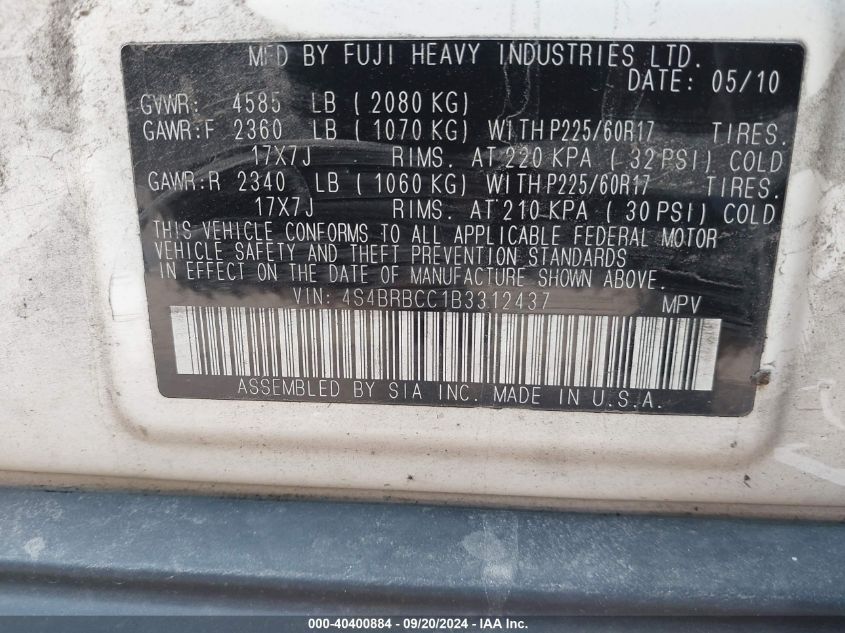 MFD BY FUJI HEAVY INDUSTRIES LTD.
DATE: 05/10
GVWR: 4585 LB ( 2080 KG)
GAWR:F 2360 LB ( 1070 KG) WITH P225/60R17 TIRES.
17X7J RIMS. AT 220 KPA ( 32 PSI) COLD
GAWR:R 2340 LB ( 1060 KG) WITH P225/60R17 TIRES.
17X7J RIMS. AT 210 KPA ( 30 PSI) COLD
THIS VEHICLE CONFORMS TO ALL APPLICABLE FEDERAL MOTOR
VEHICLE SAFETY AND THEFT PREVENTION STANDARDS
IN EFFECT ON THE DATE OF MANUFACTURE SHOWN ABOVE.
VIN: 4S4BRBCC1B3312437 MPV
ASSEMBLED BY SIA INC. MADE IN U.S.A.
000-40400884 - 09/20/2024 - IAA Inc.